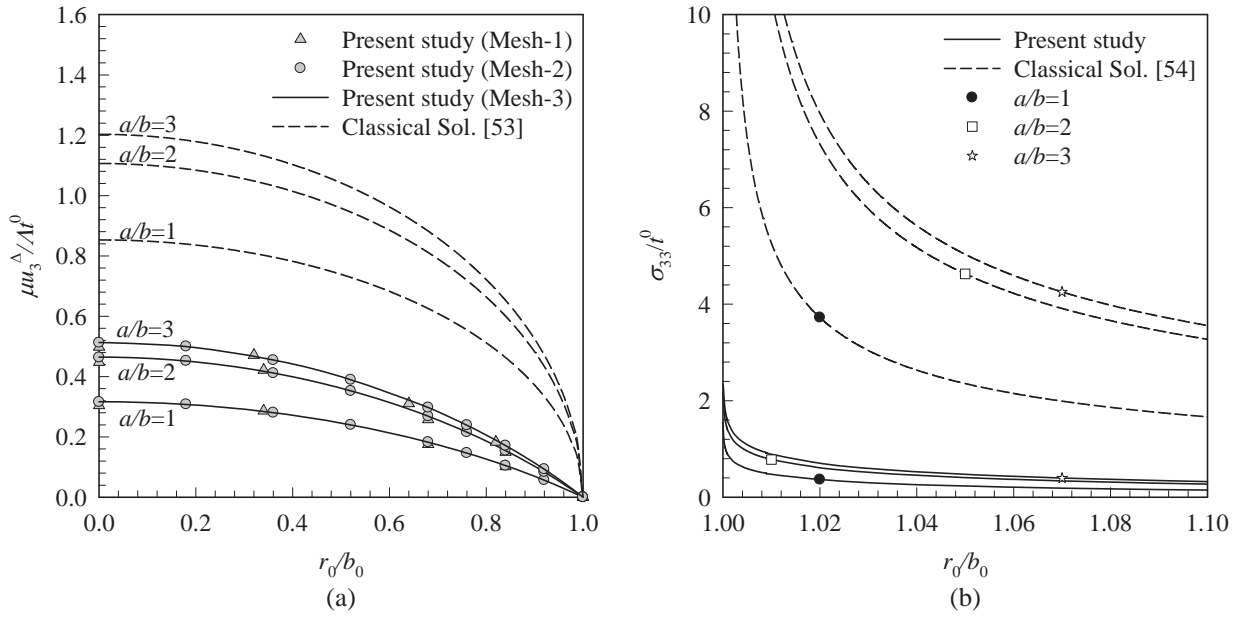 1.6
1.4
1.2
1.0
0.8
0.6
0.4
0.2
0.0
μu₃^Δ/Λt⁰
Present study (Mesh-1)
Present study (Mesh-2)
Present study (Mesh-3)
Classical Sol. [53]
a/b=3
a/b=2
a/b=1
a/b=3
a/b=2
a/b=1
0.0 0.2 0.4 0.6 0.8 1.0
r₀/b₀
(a)
10
8
6
4
2
0
σ₃₃/t⁰
Present study
Classical Sol. [54]
a/b=1
a/b=2
a/b=3
1.00 1.02 1.04 1.06 1.08 1.10
r₀/b₀
(b)